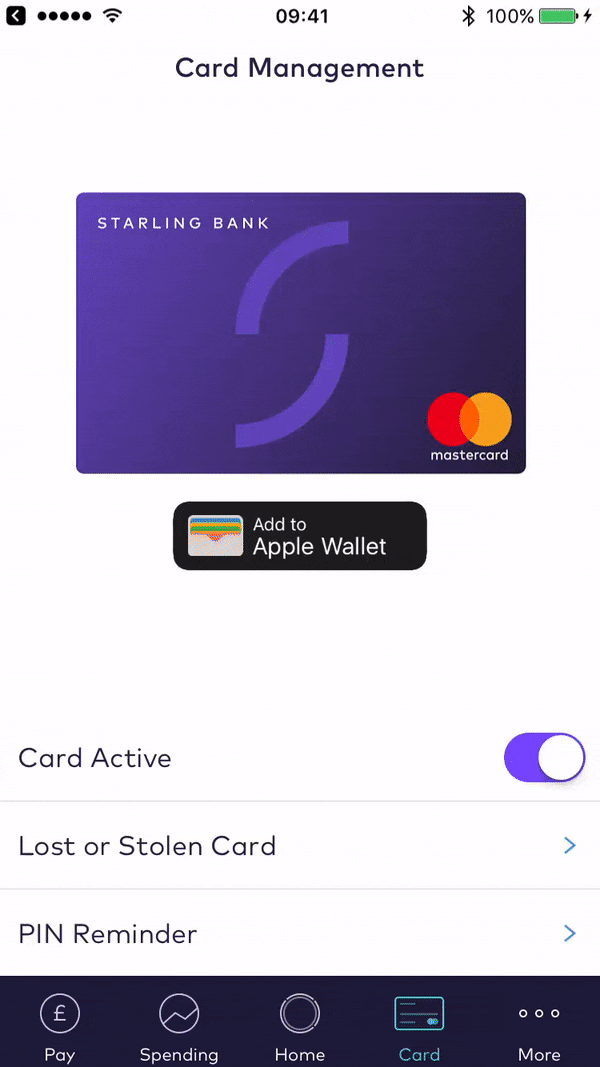 09:41
100%
Card Management
STARLING BANK
mastercard
Add to
Apple Wallet
Card Active
Lost or Stolen Card
PIN Reminder
£
Pay
Spending
Home
Card
More